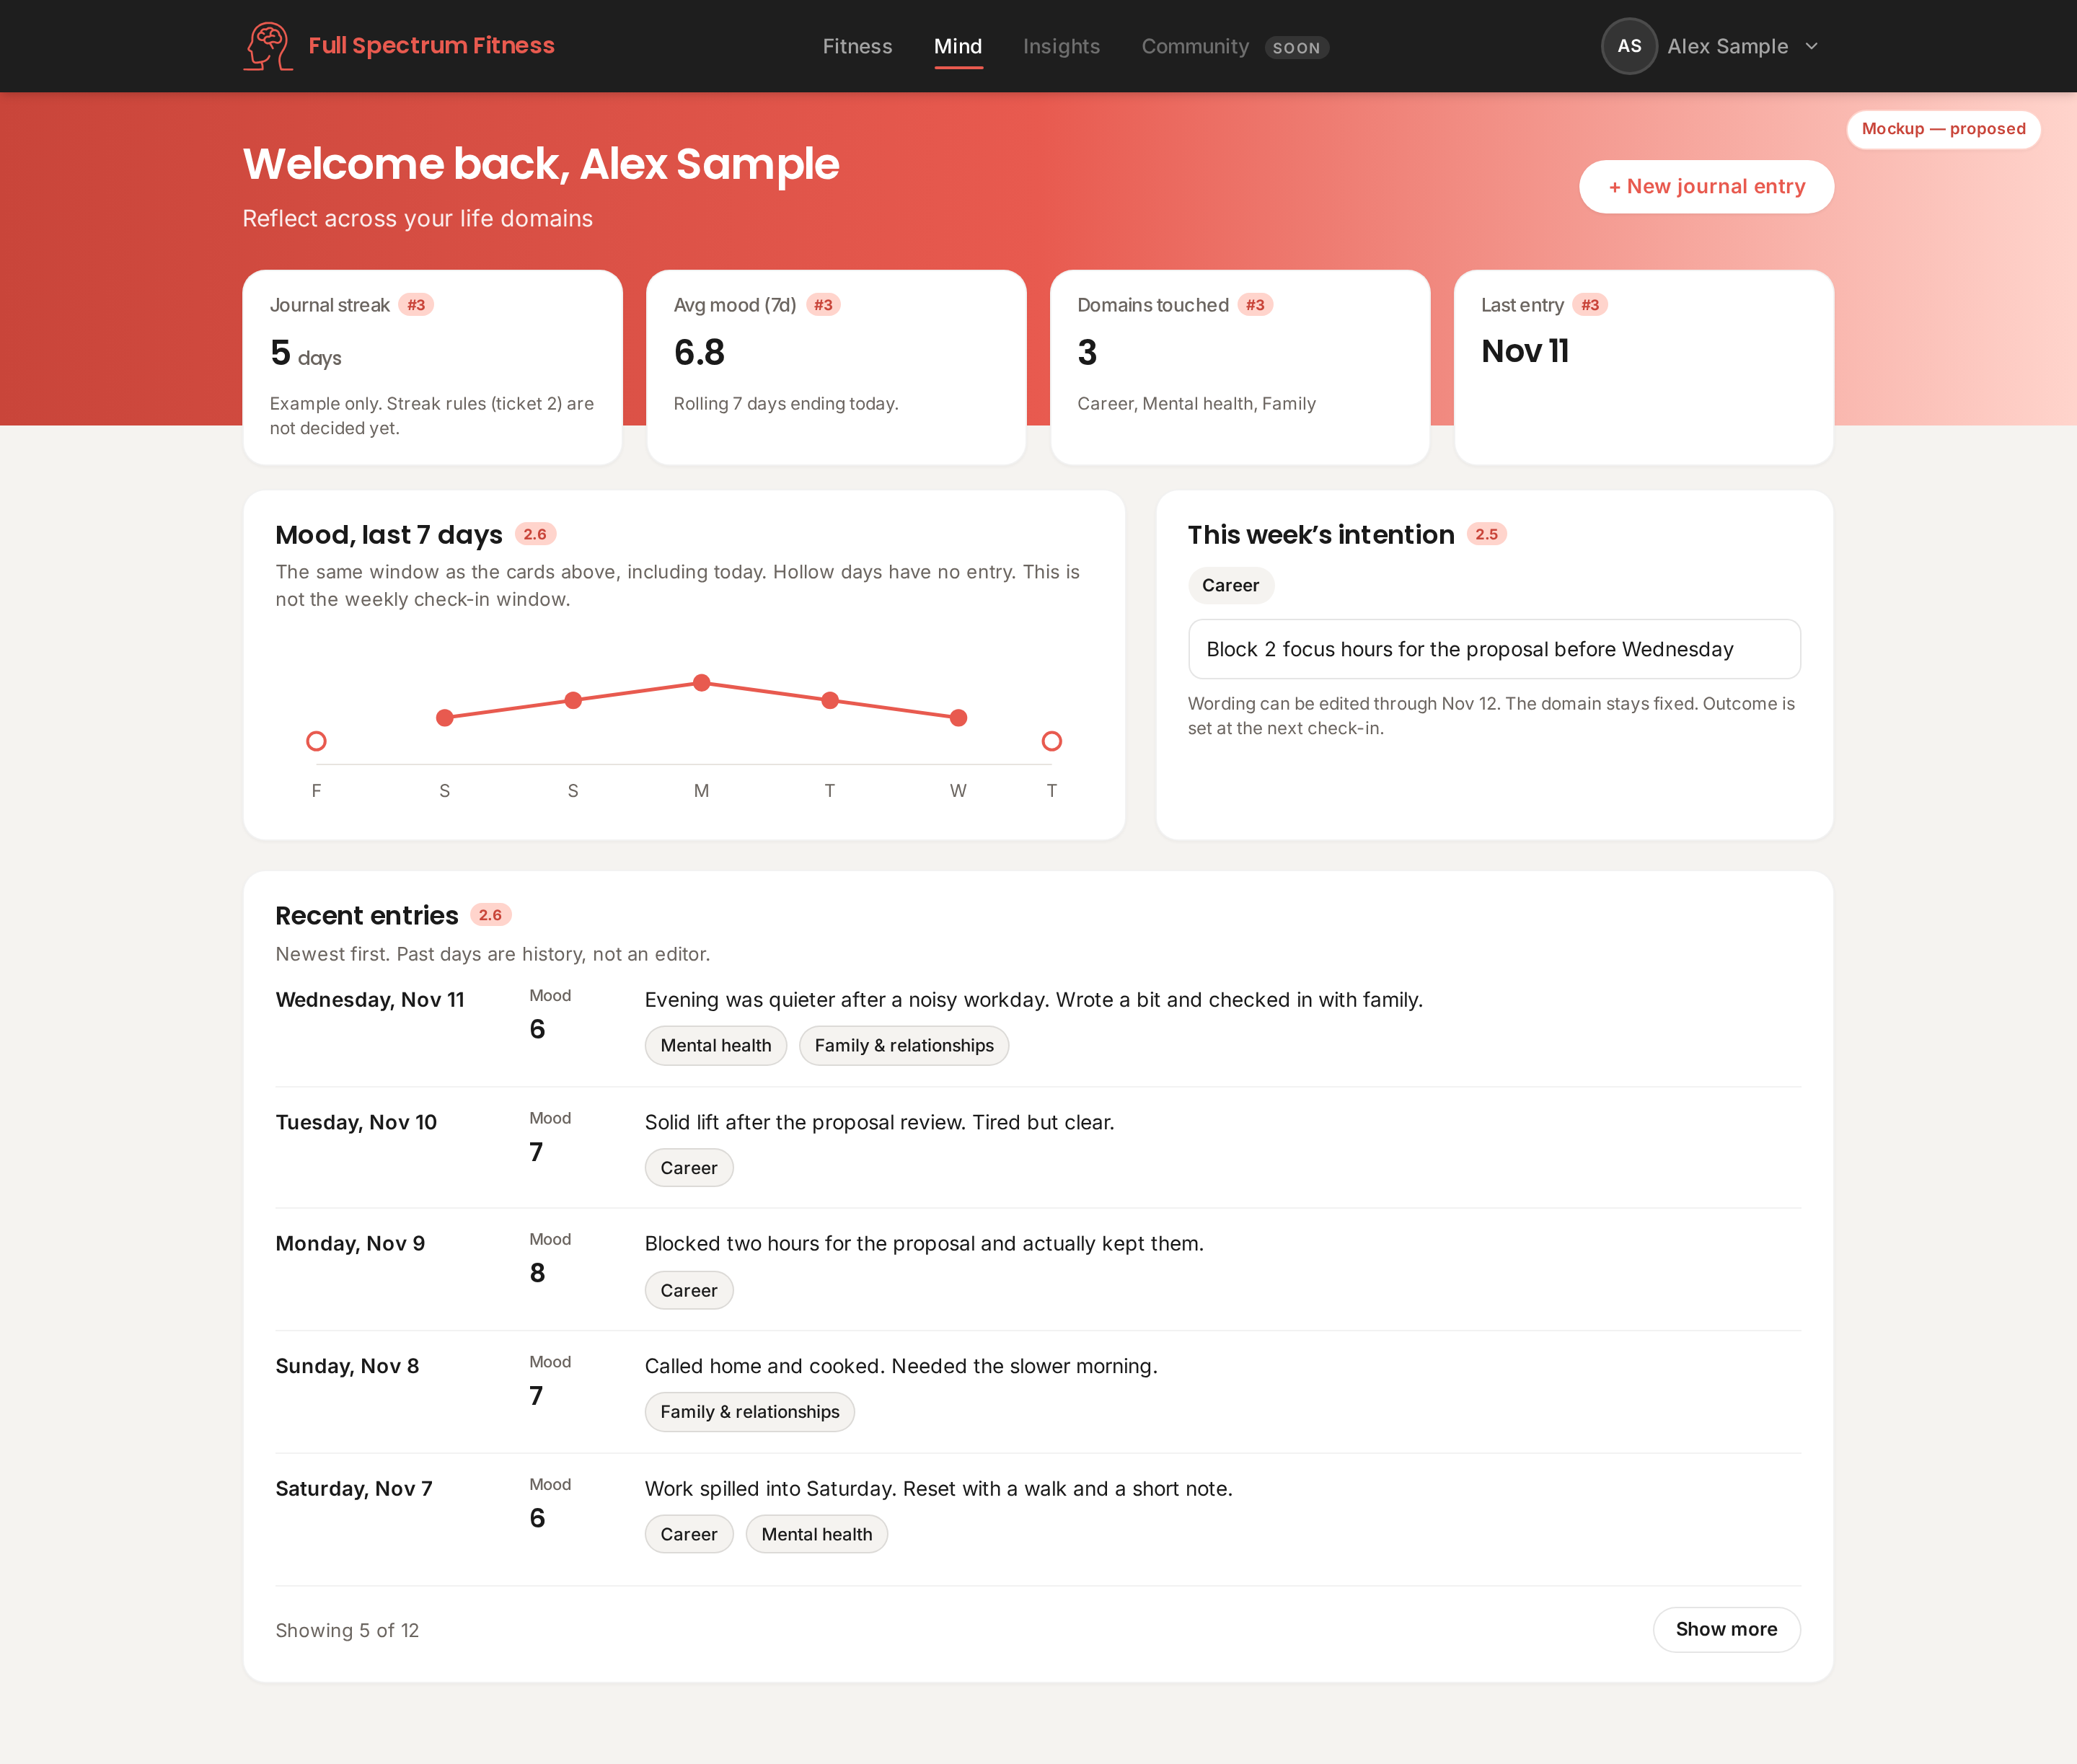 Full Spectrum Fitness
Fitness
Mind
Insights
Community SOON
AS Alex Sample
Mockup — proposed
Welcome back, Alex Sample
Reflect across your life domains
+ New journal entry
Journal streak #3
5 days
Example only. Streak rules (ticket 2) are
not decided yet.
Avg mood (7d) #3
6.8
Rolling 7 days ending today.
Domains touched #3
3
Career, Mental health, Family
Last entry #3
Nov 11
Mood, last 7 days 2.6
The same window as the cards above, including today. Hollow days have no entry. This is
not the weekly check-in window.
F S S M T W T
This week’s intention 2.5
Career
Block 2 focus hours for the proposal before Wednesday
Wording can be edited through Nov 12. The domain stays fixed. Outcome is
set at the next check-in.
Recent entries 2.6
Newest first. Past days are history, not an editor.
Wednesday, Nov 11
Mood
6
Evening was quieter after a noisy workday. Wrote a bit and checked in with family.
Mental health
Family & relationships
Tuesday, Nov 10
Mood
7
Solid lift after the proposal review. Tired but clear.
Career
Monday, Nov 9
Mood
8
Blocked two hours for the proposal and actually kept them.
Career
Sunday, Nov 8
Mood
7
Called home and cooked. Needed the slower morning.
Family & relationships
Saturday, Nov 7
Mood
6
Work spilled into Saturday. Reset with a walk and a short note.
Career
Mental health
Showing 5 of 12
Show more